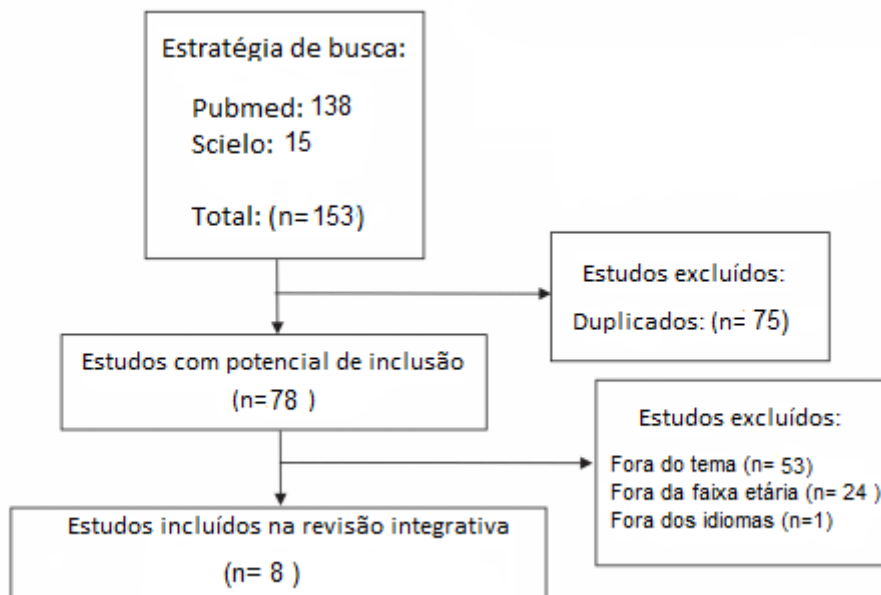 Estratégia de busca:
Pubmed: 138
Scielo: 15
Total: (n= 153)
Estudos excluídos:
Duplicados: (n= 75)
Estudos com potencial de inclusão
(n=78 )
Estudos excluídos:
Fora do tema (n= 53)
Fora da faixa etária (n= 24 )
Fora dos idiomas (n=1)
Estudos incluídos na revisão integrativa
(n= 8 )